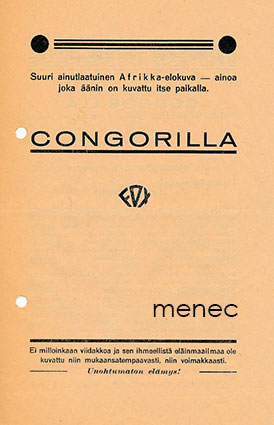 Suuri ainutlaatuinen Afrikka-elokuva — ainoa
joka äänin on kuvattu itse paikalla.
CONGORILLA
FOX
menec
Ei milloinkaan viidakkoa ja sen ihmeellistä eläinmaailmaa ole
kuvattu niin mukaansatempaavasti, niin voimakkaasti.
Unohtumaton elämys!